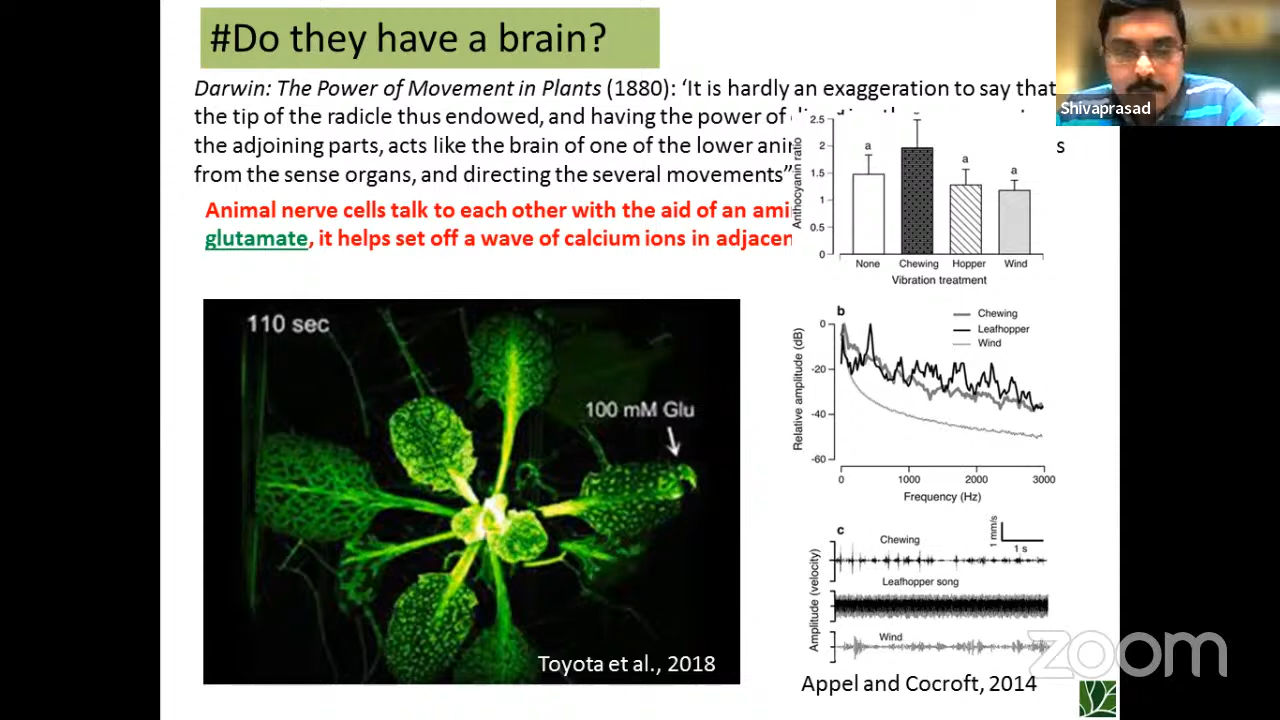 #Do they have a brain?
Shivaprasad
Darwin: The Power of Movement in Plants (1880): ‘It is hardly an exaggeration to say that
the tip of the radicle thus endowed, and having the power of
the adjoining parts, acts like the brain of one of the lower
from the sense organs, and directing the several movements”
Animal nerve cells talk to each other with the aid of an
glutamate, it helps set off a wave of calcium ions in
110 sec
100 mM Glu
Toyota et al., 2018
Anthocyanin ratio
2.5
2
1.5
1
0.5
0
a
a
a
None Chewing Hopper Wind
Vibration treatment
b
Chewing
Leafhopper
Wind
Relative amplitude (dB)
0
-20
-40
-60
0 1000 2000 3000
Frequency (Hz)
c
Chewing
1 mm/s
1 s
Leafhopper song
Wind
Amplitude (velocity)
Appel and Cocroft, 2014
zoom